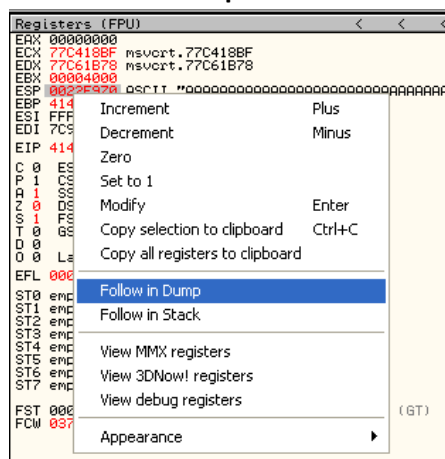 Registers (FPU) < < <
EAX 00000000
ECX 77C418BF msvcrt.77C418BF
EDX 77C61B78 msvcrt.77C61B78
EBX 00004000
ESP 0022F970 ASCII "AAAAAAAAAAAAAAAAAAAAAAAAAAAAAA
EBP 414
ESI FFF
EDI 7C9
EIP 414
C 0 ES
P 1 CS
A 1 SS
Z 0 DS
S 1 FS
T 0 GS
D 0
O 0 La
EFL 000
ST0 emp
ST1 emp
ST2 emp
ST3 emp
ST4 emp
ST5 emp
ST6 emp
ST7 emp
FST 000 (GT)
FCW 037
Increment Plus
Decrement Minus
Zero
Set to 1
Modify Enter
Copy selection to clipboard Ctrl+C
Copy all registers to clipboard
Follow in Dump
Follow in Stack
View MMX registers
View 3DNow! registers
View debug registers
Appearance